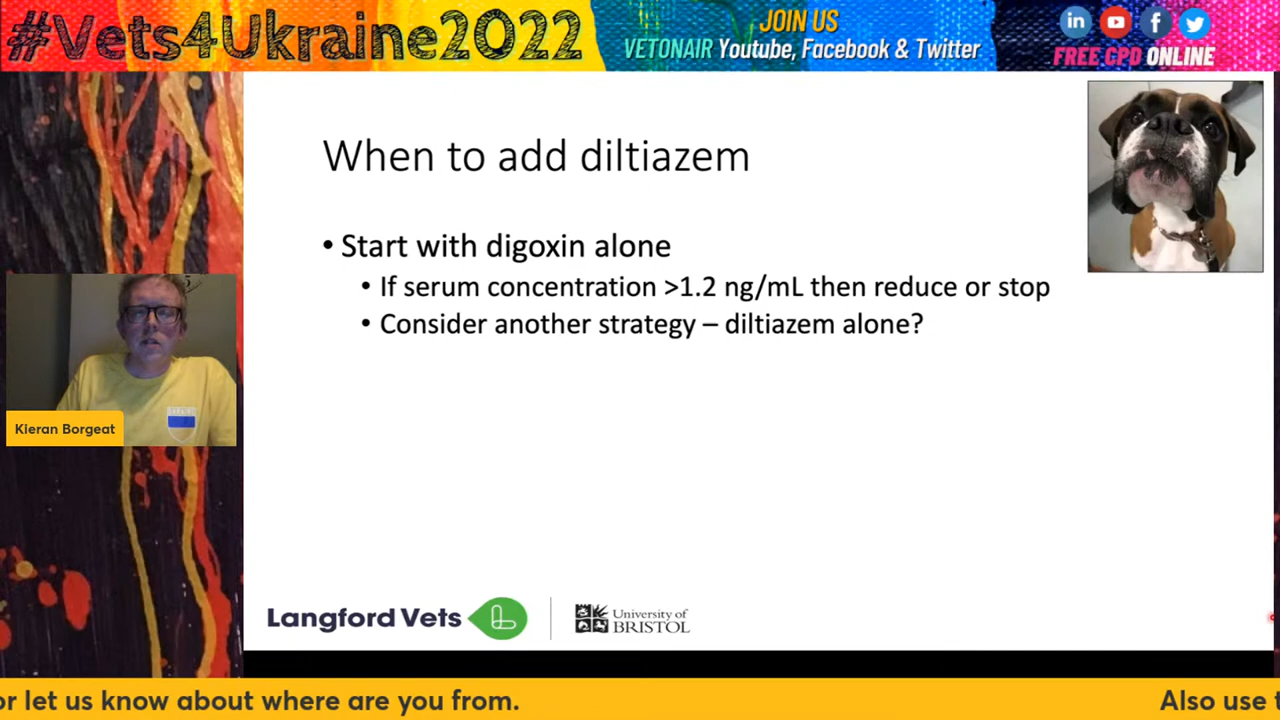 #Vets4Ukraine2022
JOIN US
VETONAIR Youtube, Facebook & Twitter
FREE CPD ONLINE
When to add diltiazem
• Start with digoxin alone
• If serum concentration >1.2 ng/mL then reduce or stop
• Consider another strategy – diltiazem alone?
Kieran Borgeat
Langford Vets
University of
BRISTOL
or let us know about where are you from.
Also use t